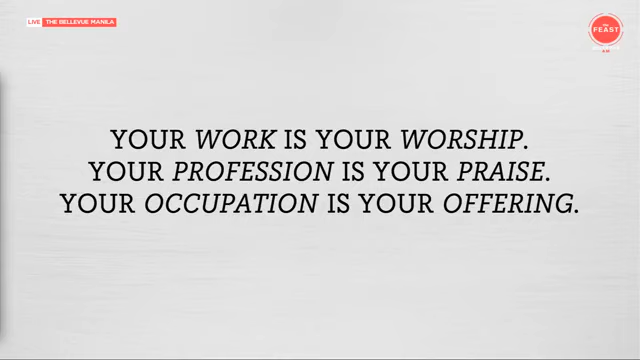 LIVE THE BELLEVUE MANILA
THE
FEAST
YOUR WORK IS YOUR WORSHIP.
YOUR PROFESSION IS YOUR PRAISE.
YOUR OCCUPATION IS YOUR OFFERING.